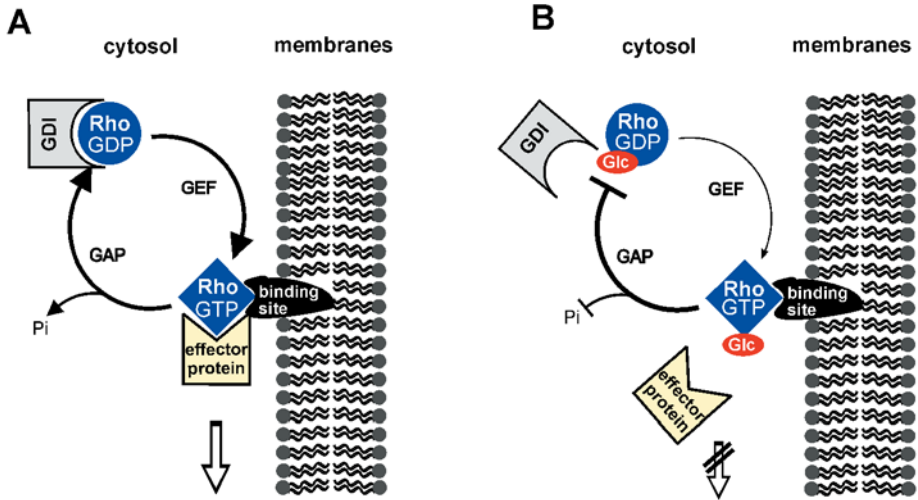 A
cytosol
membranes
GDI
Rho
GDP
GEF
GAP
Pi
Rho
GTP
binding
site
effector
protein
B
cytosol
membranes
GDI
Rho
GDP
Glc
GEF
GAP
Pi
Rho
GTP
binding
site
Glc
effector
protein